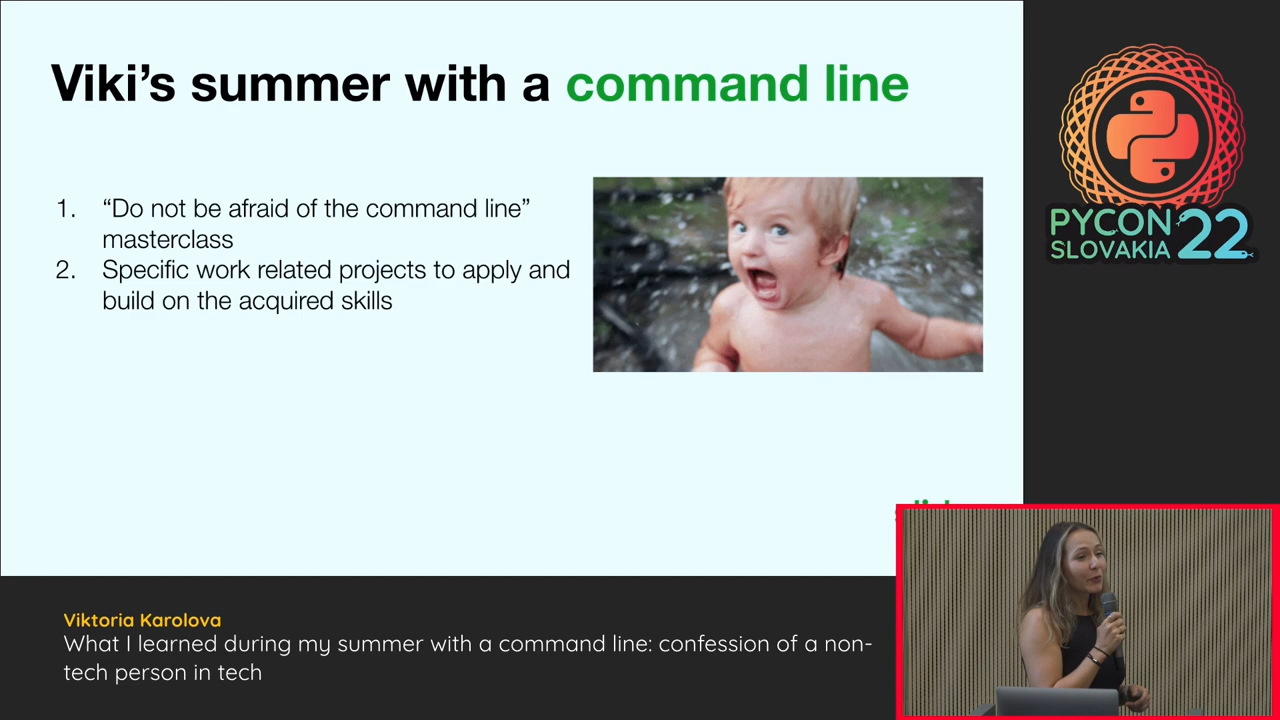 Viki’s summer with a command line
1. “Do not be afraid of the command line”
masterclass
2. Specific work related projects to apply and
build on the acquired skills
PYCON 22
SLOVAKIA
Viktoria Karolova
What I learned during my summer with a command line: confession of a non-
tech person in tech